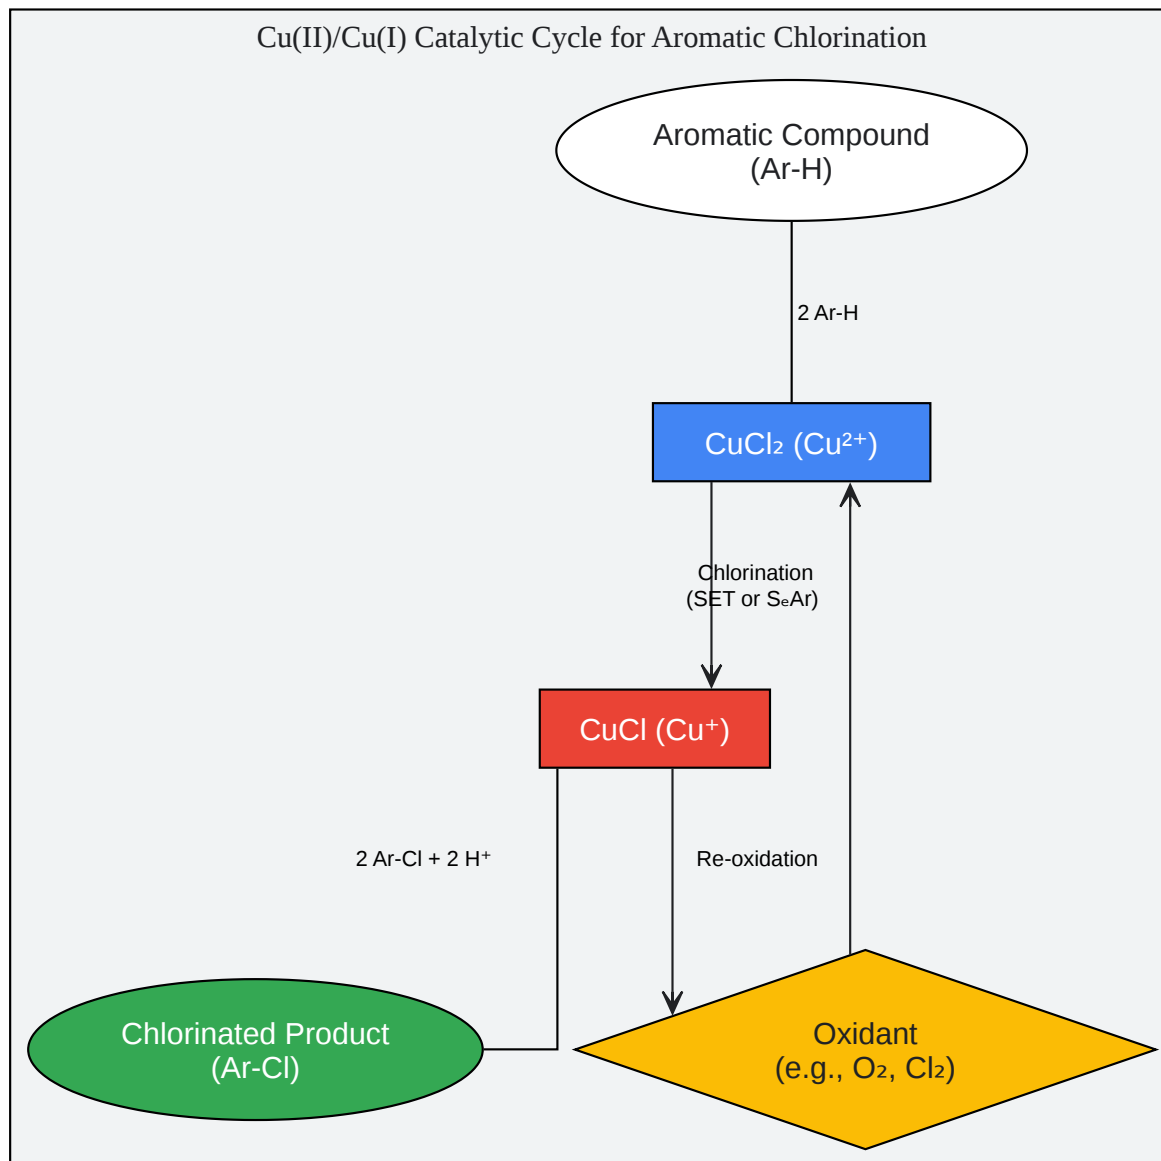 Cu(II)/Cu(I) Catalytic Cycle for Aromatic Chlorination
Aromatic Compound
(Ar-H)
2 Ar-H
CuCl₂ (Cu²⁺)
Chlorination
(SET or SₑAr)
CuCl (Cu⁺)
2 Ar-Cl + 2 H⁺
Re-oxidation
Chlorinated Product
(Ar-Cl)
Oxidant
(e.g., O₂, Cl₂)